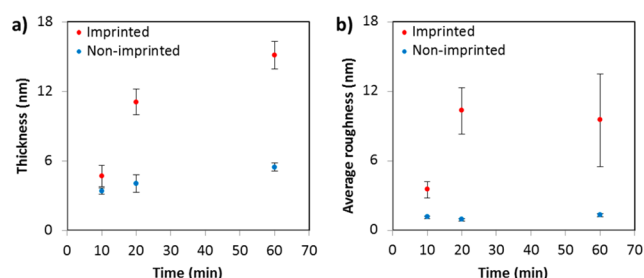 a)
Thickness (nm)
18
12
6
0
Imprinted
Non-imprinted
0 10 20 30 40 50 60 70
Time (min)
b)
Average roughness (nm)
18
12
6
0
Imprinted
Non-imprinted
0 10 20 30 40 50 60 70
Time (min)